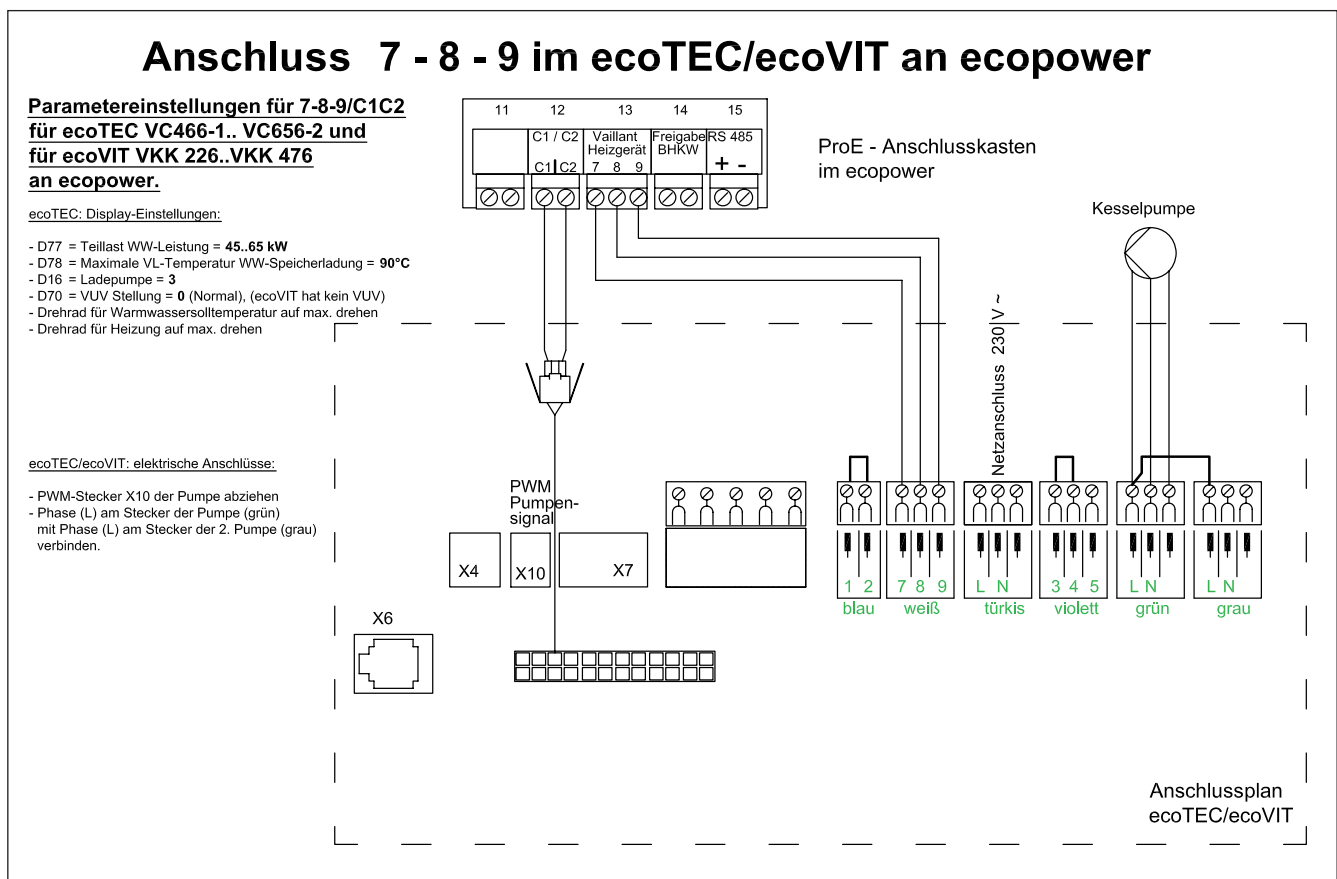 Anschluss 7 - 8 - 9 im ecoTEC/ecoVIT an ecopower
Parametereinstellungen für 7-8-9/C1C2
für ecoTEC VC466-1.. VC656-2 und
für ecoVIT VKK 226..VKK 476
an ecopower.
ecoTEC: Display-Einstellungen:
- D77 = Teillast WW-Leistung = 45..65 kW
- D78 = Maximale VL-Temperatur WW-Speicherladung = 90°C
- D16 = Ladepumpe = 3
- D70 = VUV Stellung = 0 (Normal), (ecoVIT hat kein VUV)
- Drehrad für Warmwassersolltemperatur auf max. drehen
- Drehrad für Heizung auf max. drehen
ecoTEC/ecoVIT: elektrische Anschlüsse:
- PWM-Stecker X10 der Pumpe abziehen
- Phase (L) am Stecker der Pumpe (grün)
mit Phase (L) am Stecker der 2. Pumpe (grau)
verbinden.
11 12 13 14 15
C1 / C2 Vaillant Freigabe RS 485
Heizgerät BHKW
C1 C2 7 8 9 + -
ProE - Anschlusskasten
im ecopower
Kesselpumpe
Netzanschluss 230 V ~
PWM
Pumpen-
signal
X4 X10 X7
X6
1 2 7 8 9 L N 3 4 5 L N L N
blau weiß türkis violett grün grau
Anschlussplan
ecoTEC/ecoVIT